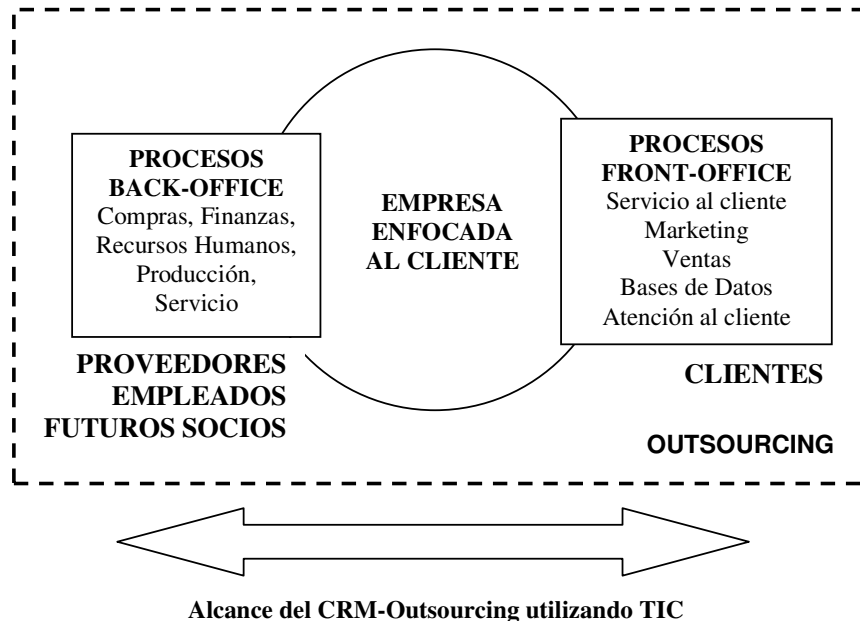 PROCESOS
BACK-OFFICE
Compras, Finanzas,
Recursos Humanos,
Producción,
Servicio
EMPRESA
ENFOCADA
AL CLIENTE
PROCESOS
FRONT-OFFICE
Servicio al cliente
Marketing
Ventas
Bases de Datos
Atención al cliente
PROVEEDORES
EMPLEADOS
FUTUROS SOCIOS
CLIENTES
OUTSOURCING
Alcance del CRM-Outsourcing utilizando TIC